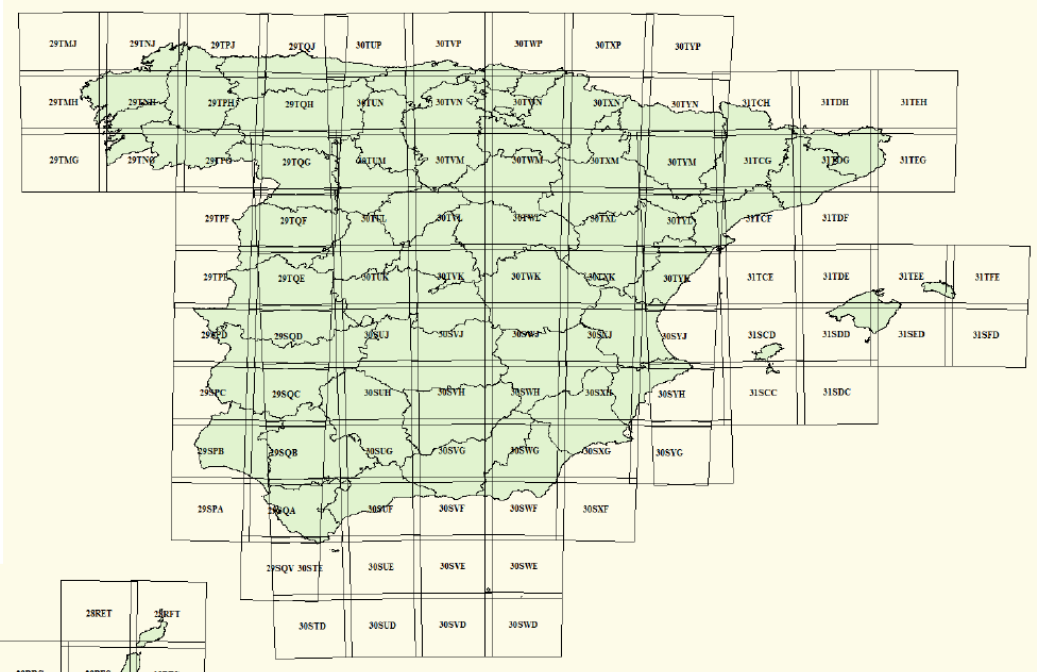 29TMJ 29TNJ 29TPJ 29TQJ 30TUP 30TVP 30TWP 30TXP 30TYP
29TMH 29TNH 29TPH 29TQH 30TUN 30TVN 30TWN 30TXN 30TYN 31TCH 31TDH 31TEH
29TMG 29TNG 29TPG 29TQG 30TUM 30TVM 30TWM 30TXM 30TYM 31TCG 31TDG 31TEG
29TPF 29TQF 30TUL 30TVL 30TWL 30TXL 30TYL 31TCF 31TDF
29TPE 29TQE 30TUK 30TVK 30TWK 30TXK 30TYK 31TCE 31TDE 31TEE 31TFE
29SPD 29SQD 30SUJ 30SVJ 30SWJ 30SXJ 30SYJ 31SCD 31SDD 31SED 31SFD
29SPC 29SQC 30SUH 30SVH 30SWH 30SXH 30SYH 31SCC 31SDC
29SPB 29SQB 30SUG 30SVG 30SWG 30SXG 30SYG
29SPA 29SQA 30SUF 30SVF 30SWF 30SXF
29SQV 30STE 30SUE 30SVE 30SWE
28RET 28RFT 30STD 30SUD 30SVD 30SWD